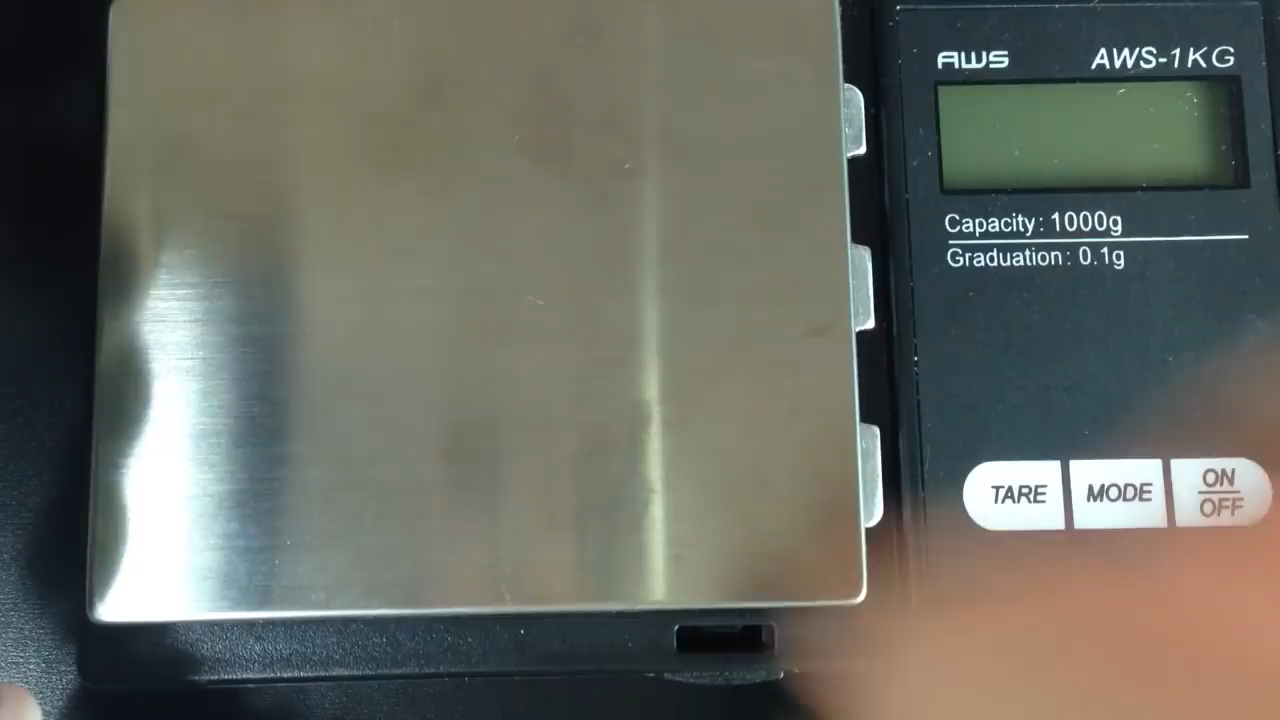 AWS AWS-1KG
Capacity: 1000g
Graduation: 0.1g
TARE MODE ON
OFF